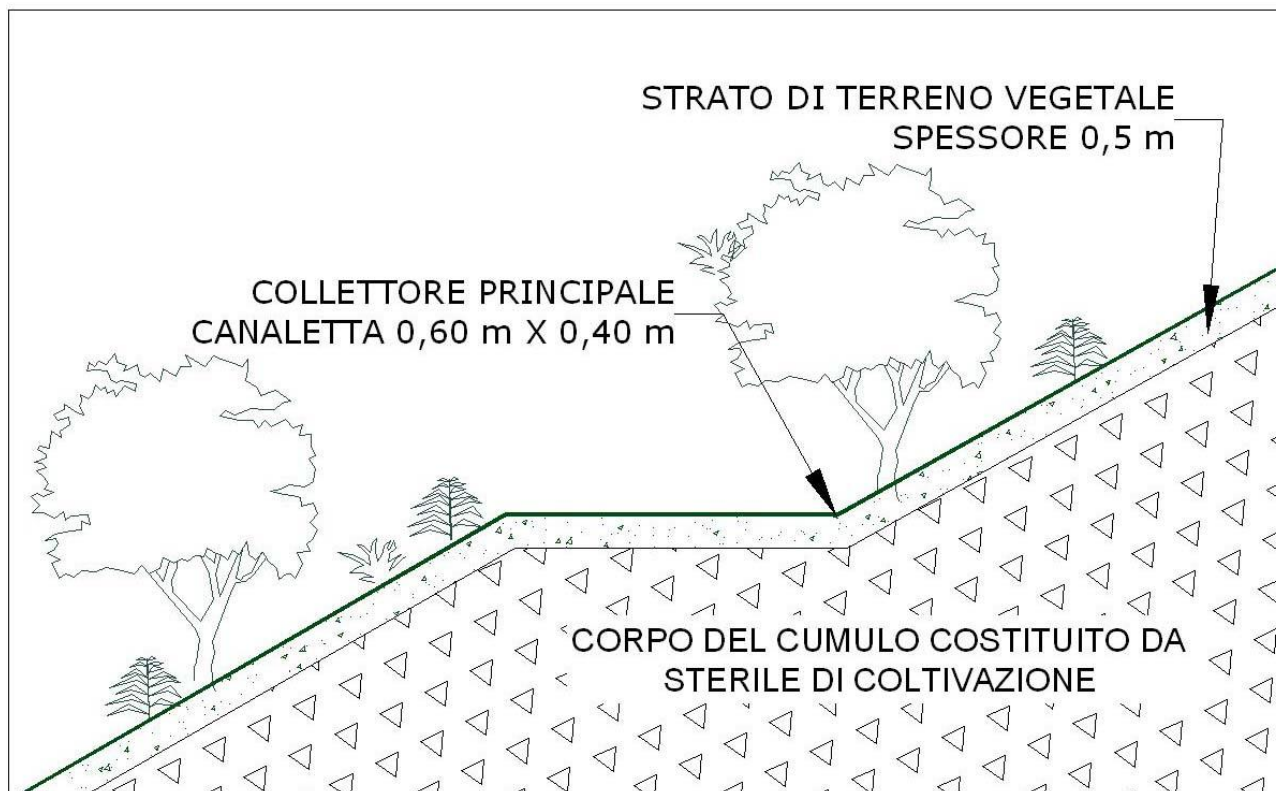 STRATO DI TERRENO VEGETALE
SPESSORE 0,5 m
COLLETTORE PRINCIPALE
CANALETTA 0,60 m X 0,40 m
CORPO DEL CUMULO COSTITUITO DA
STERILE DI COLTIVAZIONE